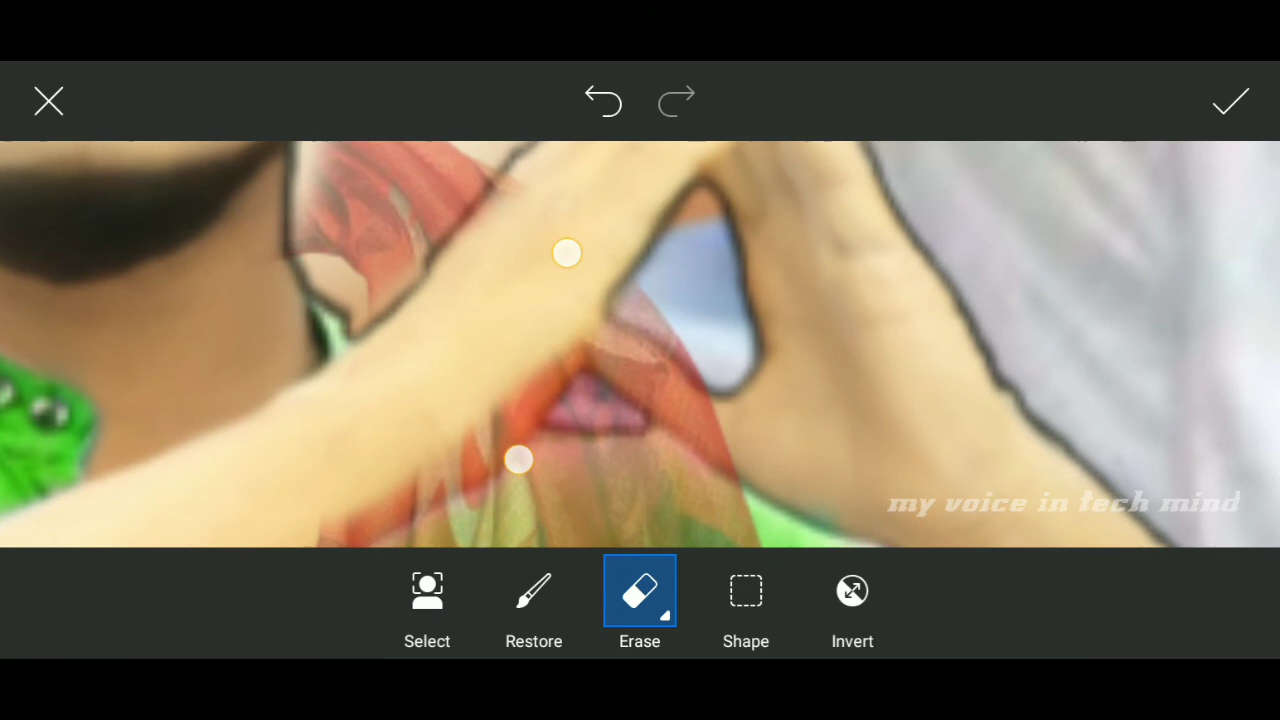 my voice in tech mind
Select
Restore
Erase
Shape
Invert